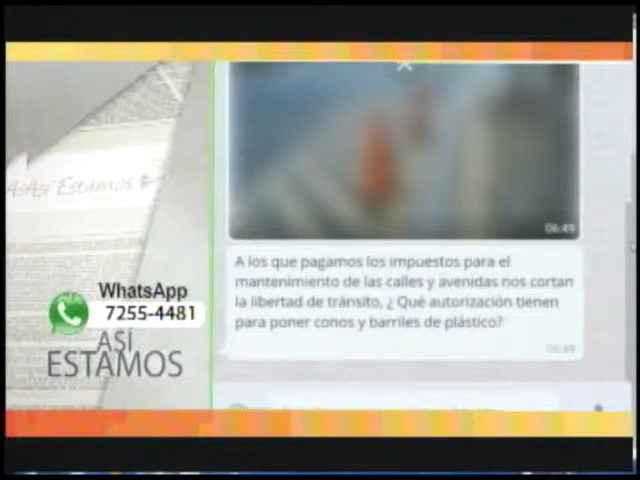 Así Estamos
06:49
A los que pagamos los impuestos para el
mantenimiento de las calles y avenidas nos cortan
la libertad de tránsito, ¿ Qué autorización tienen
para poner conos y barriles de plástico?
06:49
WhatsApp
7255-4481
ASÍ
ESTAMOS